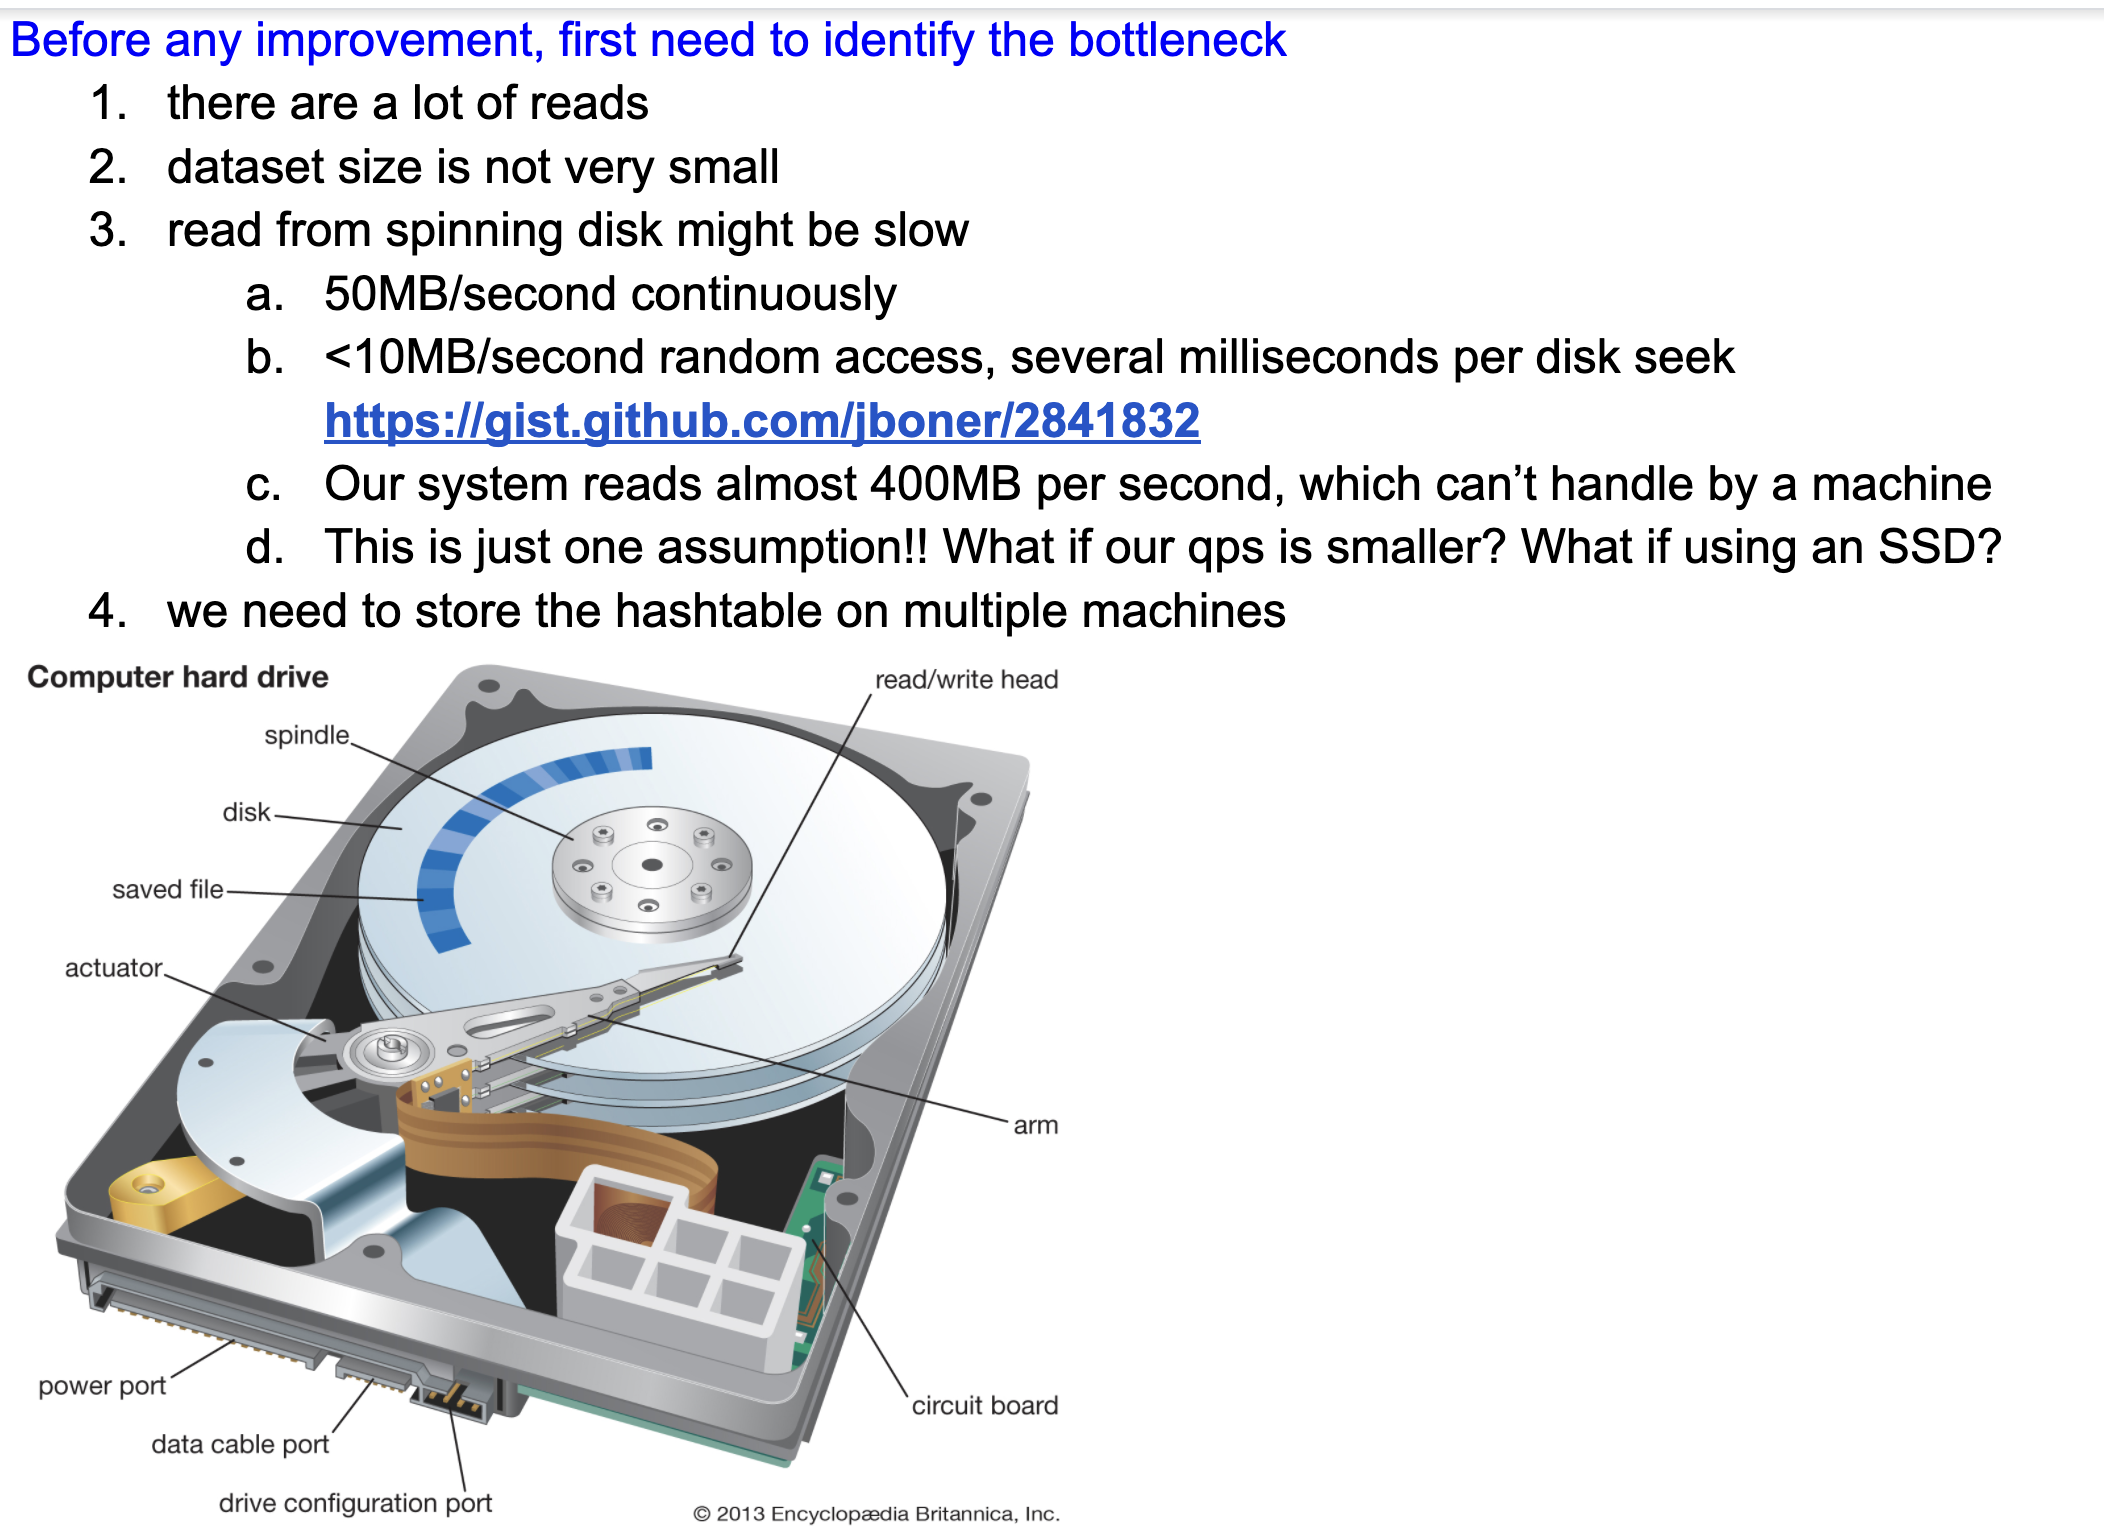 Before any improvement, first need to identify the bottleneck
1. there are a lot of reads
2. dataset size is not very small
3. read from spinning disk might be slow
a. 50MB/second continuously
b. <10MB/second random access, several milliseconds per disk seek
https://gist.github.com/jboner/2841832
c. Our system reads almost 400MB per second, which can’t handle by a machine
d. This is just one assumption!! What if our qps is smaller? What if using an SSD?
4. we need to store the hashtable on multiple machines
Computer hard drive
read/write head
spindle
disk
saved file
actuator
arm
power port
circuit board
data cable port
drive configuration port
© 2013 Encyclopædia Britannica, Inc.